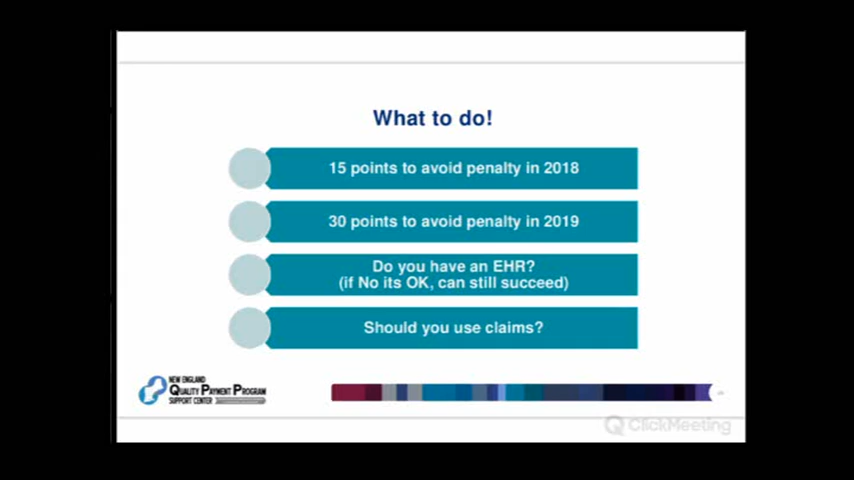 What to do!
15 points to avoid penalty in 2018
30 points to avoid penalty in 2019
Do you have an EHR?
(if No its OK, can still succeed)
Should you use claims?
NEW ENGLAND
QUALITY PAYMENT PROGRAM
SUPPORT CENTER
ClickMeeting